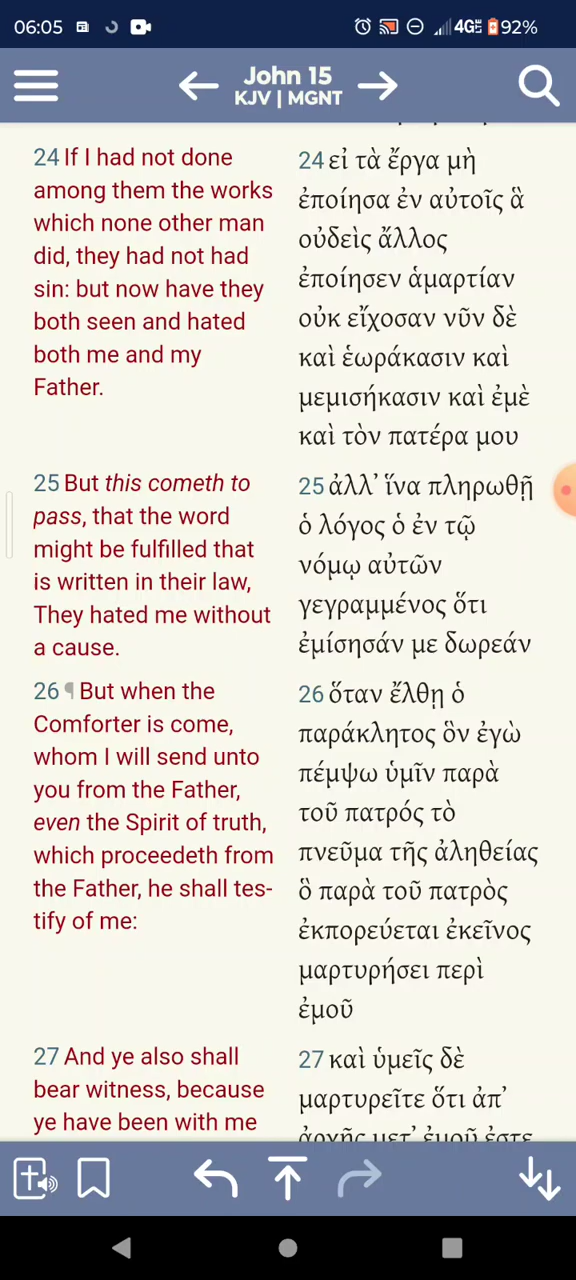 06:05 4G 92%
John 15
KJV | MGNT
24 If I had not done
among them the works
which none other man
did, they had not had
sin: but now have they
both seen and hated
both me and my
Father.
24 εἰ τὰ ἔργα μὴ
ἐποίησα ἐν αὐτοῖς ἃ
οὐδεὶς ἄλλος
ἐποίησεν ἁμαρτίαν
οὐκ εἴχοσαν νῦν δὲ
καὶ ἑωράκασιν καὶ
μεμισήκασιν καὶ ἐμὲ
καὶ τὸν πατέρα μου
25 But this cometh to
pass, that the word
might be fulfilled that
is written in their law,
They hated me without
a cause.
25 ἀλλ’ ἵνα πληρωθῇ
ὁ λόγος ὁ ἐν τῷ
νόμῳ αὐτῶν
γεγραμμένος ὅτι
ἐμίσησάν με δωρεάν
26 ¶ But when the
Comforter is come,
whom I will send unto
you from the Father,
even the Spirit of truth,
which proceedeth from
the Father, he shall tes-
tify of me:
26 ὅταν ἔλθῃ ὁ
παράκλητος ὃν ἐγὼ
πέμψω ὑμῖν παρὰ
τοῦ πατρός τὸ
πνεῦμα τῆς ἀληθείας
ὃ παρὰ τοῦ πατρὸς
ἐκπορεύεται ἐκεῖνος
μαρτυρήσει περὶ
ἐμοῦ
27 And ye also shall
bear witness, because
ye have been with me
27 καὶ ὑμεῖς δὲ
μαρτυρεῖτε ὅτι ἀπ’
ἀρχῆς μετ’ ἐμοῦ ἐστε